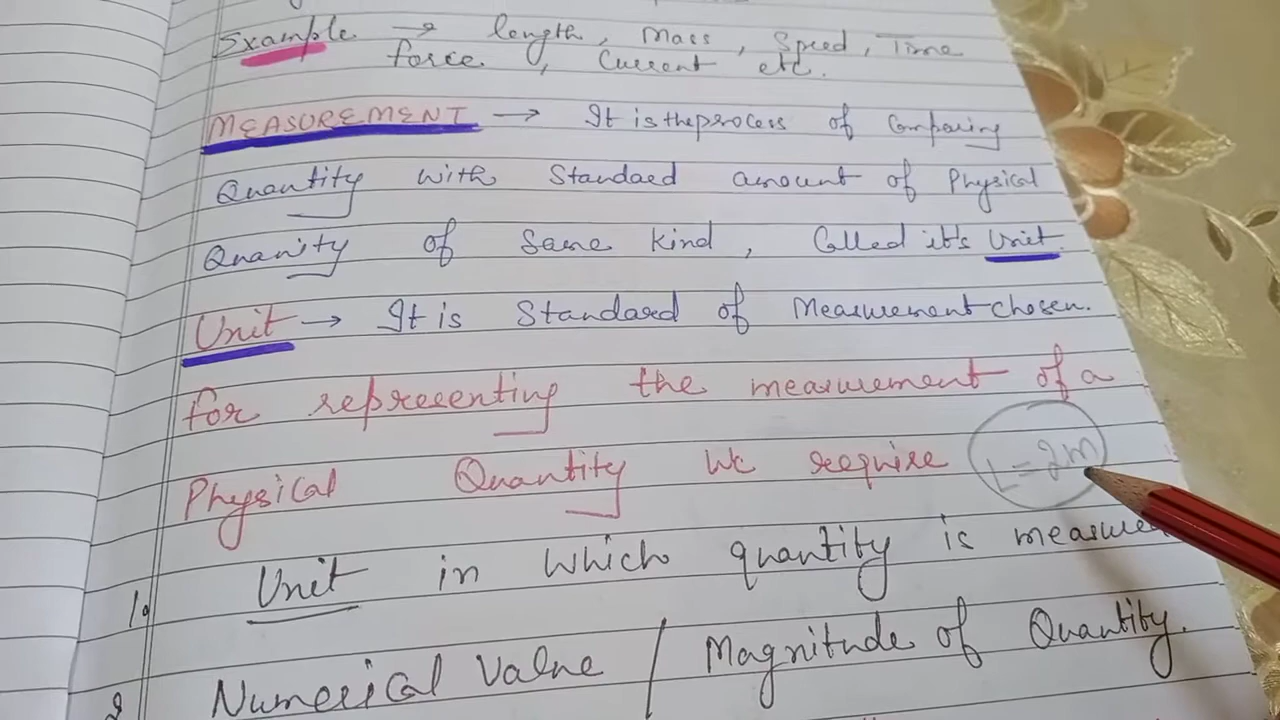 Example → length, Mass, Speed, Time
force, Current etc.
MEASUREMENT → It is the process of Comparing
Quantity with Standard amount of Physical
Quanity of Same Kind, Called it's Unit.
Unit → It is Standard of Measurement chosen.
for representing the measurement of a
Physical Quantity We require L=2m
1. Unit in which quantity is measure
2 Numerical Value / Magnitude of Quantity.